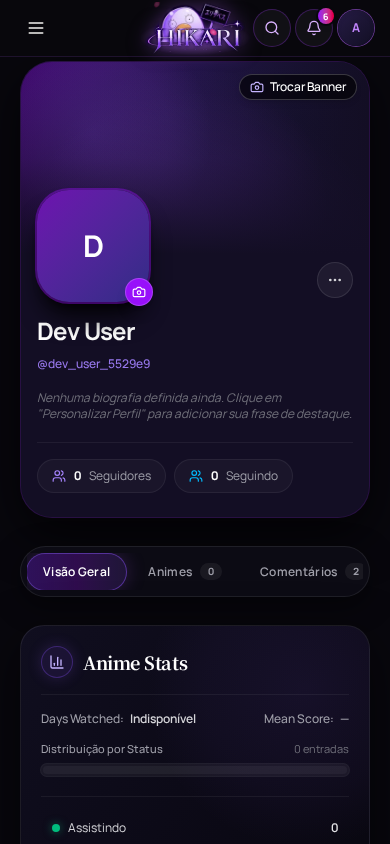 HIKARI
6
A
Trocar Banner
D
Dev User
@dev_user_5529e9
Nenhuma biografia definida ainda. Clique em
"Personalizar Perfil" para adicionar sua frase de destaque.
0 Seguidores
0 Seguindo
Visão Geral
Animes 0
Comentários 2
Anime Stats
Days Watched: Indisponível
Mean Score: —
Distribuição por Status
0 entradas
Assistindo
0